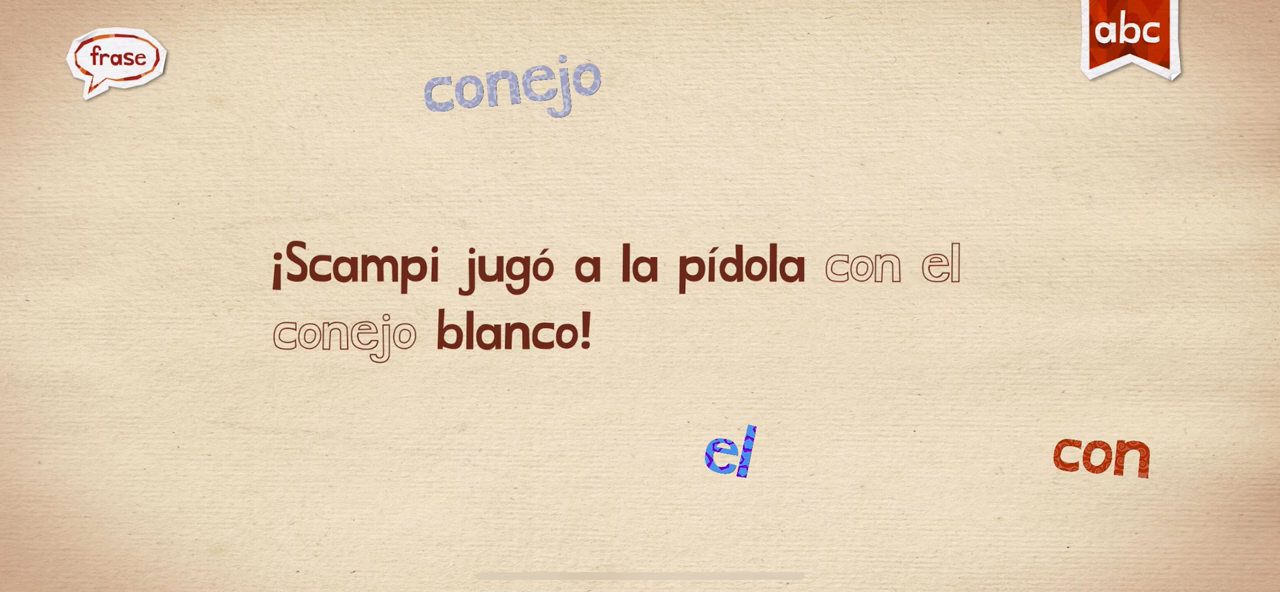 frase
abc
conejo
¡Scampi jugó a la pídola con el
conejo blanco!
el
con